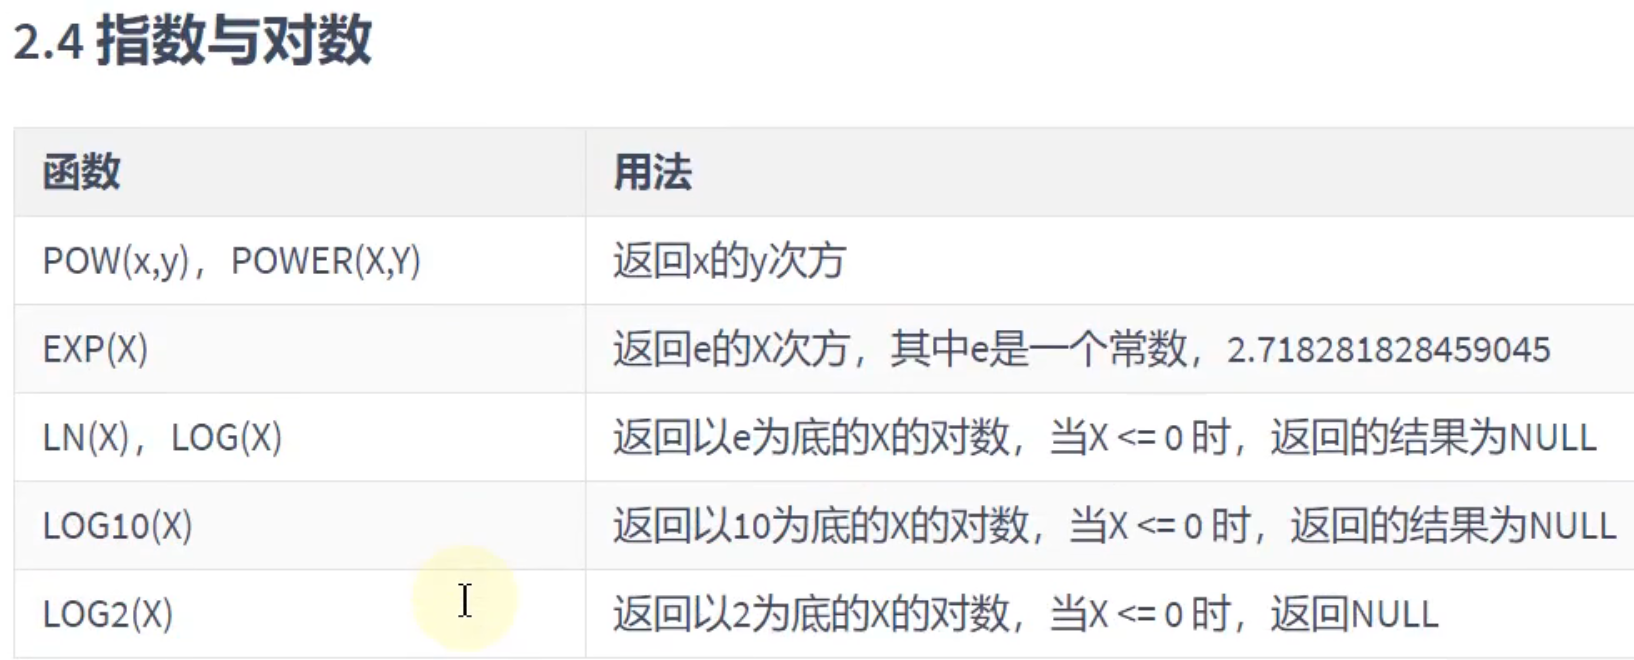 2.4 指数与对数
函数 用法
POW(x,y)，POWER(X,Y) 返回x的y次方
EXP(X) 返回e的X次方，其中e是一个常数，2.718281828459045
LN(X)，LOG(X) 返回以e为底的X的对数，当X <= 0 时，返回的结果为NULL
LOG10(X) 返回以10为底的X的对数，当X <= 0 时，返回的结果为NULL
LOG2(X) 返回以2为底的X的对数，当X <= 0 时，返回NULL